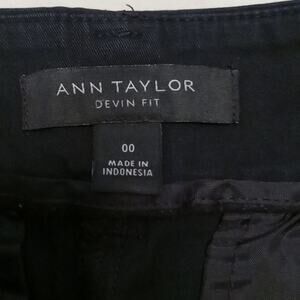 ANN TAYLOR
DEVIN FIT
00
MADE IN
INDONESIA